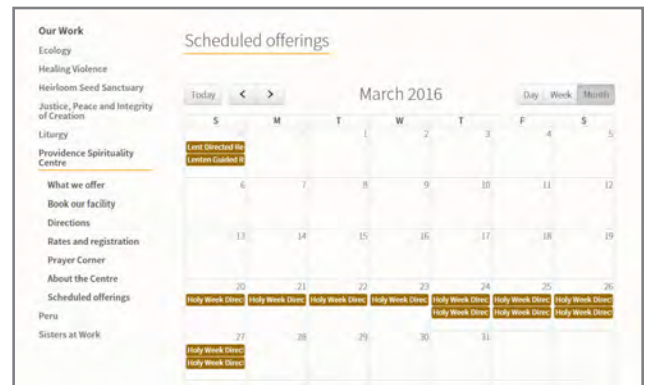 Our Work
Ecology
Healing Violence
Heirloom Seed Sanctuary
Justice, Peace and Integrity
of Creation
Liturgy
Providence Spirituality
Centre
What we offer
Book our facility
Directions
Rates and registration
Prayer Corner
About the Centre
Scheduled offerings
Peru
Sisters at Work
Scheduled offerings
Today < > March 2016 Day Week Month
S M T W T F S
1 2 3 4 5
Lent Directed Re
Lenten Guided R
6 7 8 9 10 11 12
13 14 15 16 17 18 19
20 21 22 23 24 25 26
Holy Week Direc Holy Week Direc Holy Week Direc Holy Week Direc Holy Week Direc Holy Week Direc Holy Week Direc
Holy Week Direc Holy Week Direc Holy Week Direc
27 28 29 30 31
Holy Week Direc
Holy Week Direc